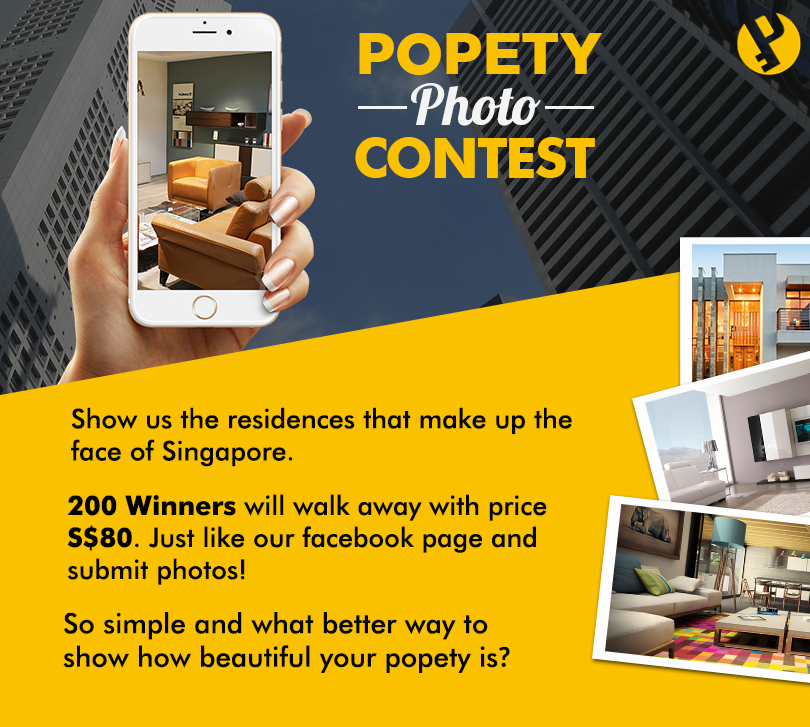 POPETY
Photo
CONTEST
Show us the residences that make up the
face of Singapore.
200 Winners will walk away with price
S$80. Just like our facebook page and
submit photos!
So simple and what better way to
show how beautiful your popety is?